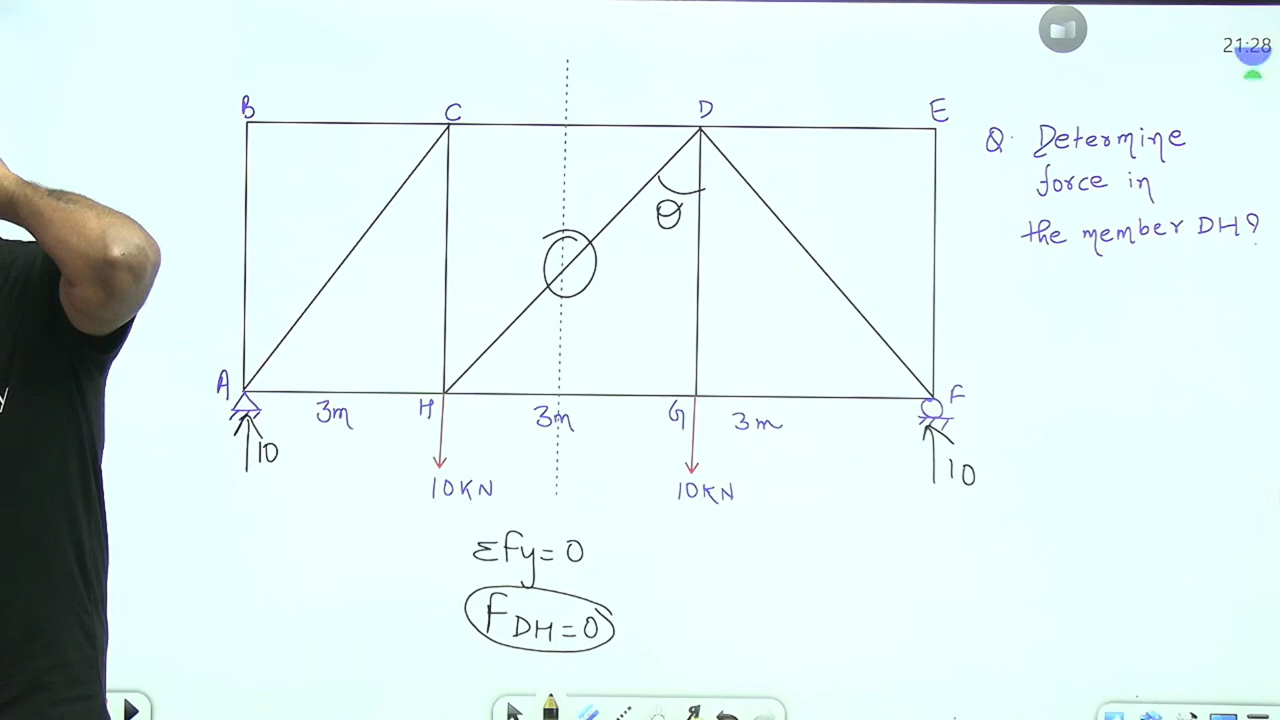 21:28
B C D E
Q. Determine
force in
the member DH?
θ
A H G F
3m 3m 3m
10 10
10KN 10KN
ΣFy=0
FDH=0